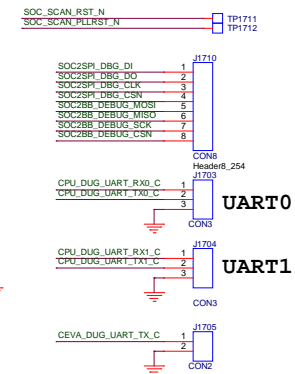 SOC_SCAN_RST_N
TP1711
SOC_SCAN_PLLRST_N
TP1712
J1710
SOC2SPI_DBG_DI 1
SOC2SPI_DBG_DO 2
SOC2SPI_DBG_CLK 3
SOC2SPI_DBG_CSN 4
SOC2BB_DEBUG_MOSI 5
SOC2BB_DEBUG_MISO 6
SOC2BB_DEBUG_SCK 7
SOC2BB_DEBUG_CSN 8
CON8
Header8_254
J1703
CPU_DUG_UART_RX0_C 1
CPU_DUG_UART_TX0_C 2
3
UART0
CON3
J1704
CPU_DUG_UART_RX1_C 1
CPU_DUG_UART_TX1_C 2
3
UART1
CON3
J1705
CEVA_DUG_UART_TX_C 1
2
CON2